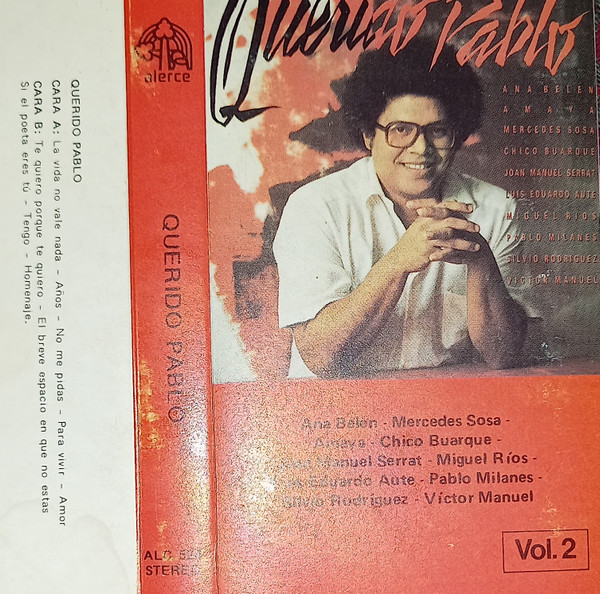 QUERIDO PABLO
CARA A: La vida no vale nada - Años - No me pidas - Para vivir - Amor
CARA B: Te quiero porque te quiero - El breve espacio en que no estas
Si el poeta eres tú - Tengo - Homenaje.
alerce
QUERIDO PABLO
ALC
STEREO
Querido Pablo
ANA BELEN
AMAYA
MERCEDES SOSA
CHICO BUARQUE
JOAN MANUEL SERRAT
LUIS EDUARDO AUTE
MIGUEL RIOS
PABLO MILANES
SILVIO RODRIGUEZ
VICTOR MANUEL
Ana Belén - Mercedes Sosa -
Amaya - Chico Buarque -
Joan Manuel Serrat - Miguel Ríos -
Luis Eduardo Aute - Pablo Milanes -
Silvio Rodríguez - Víctor Manuel
Vol. 2